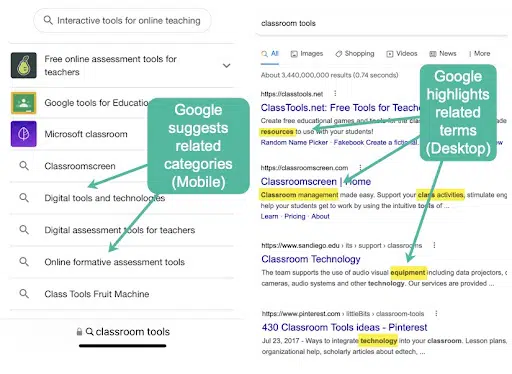 Interactive tools for online teaching
Free online assessment tools for
teachers
Google tools for Educatio
Microsoft classroom
Classroomscreen
Digital tools and technologies
Digital assessment tools for teachers
Online formative assessment tools
Class Tools Fruit Machine
classroom tools
Google
suggests
related
categories
(Mobile)
classroom tools
All
Images
Shopping
Videos
News
More
About 3,440,000,000 results (0.74 seconds)
https://classtools.net
ClassTools.net: Free Tools for Teache
Create free educational games and tools for the cla
resources to use with your students!
Random Name Picker · Fakebook Create a fictional
https://classroomscreen.com
Classroomscreen | Home
Classroom management made easy. Support your class activities, stimulate eng
help your students get to work by using the intuitive tools of ...
Learn · Pricing · About
https://www.sandiego.edu › its › support › classrooms
Classroom Technology
The team supports the use of audio visual equipment including data projectors, c
cameras, audio systems and other technology. Our services are provided ...
https://www.pinterest.com › littleBits › classroom-tools
430 Classroom Tools ideas - Pinterest
Jul 23, 2017 - Ways to integrate technology into your classroom. Lesson plans,
organizational help, scholarly articles about edtech, ...
Google
highlights
related
terms
(Desktop)